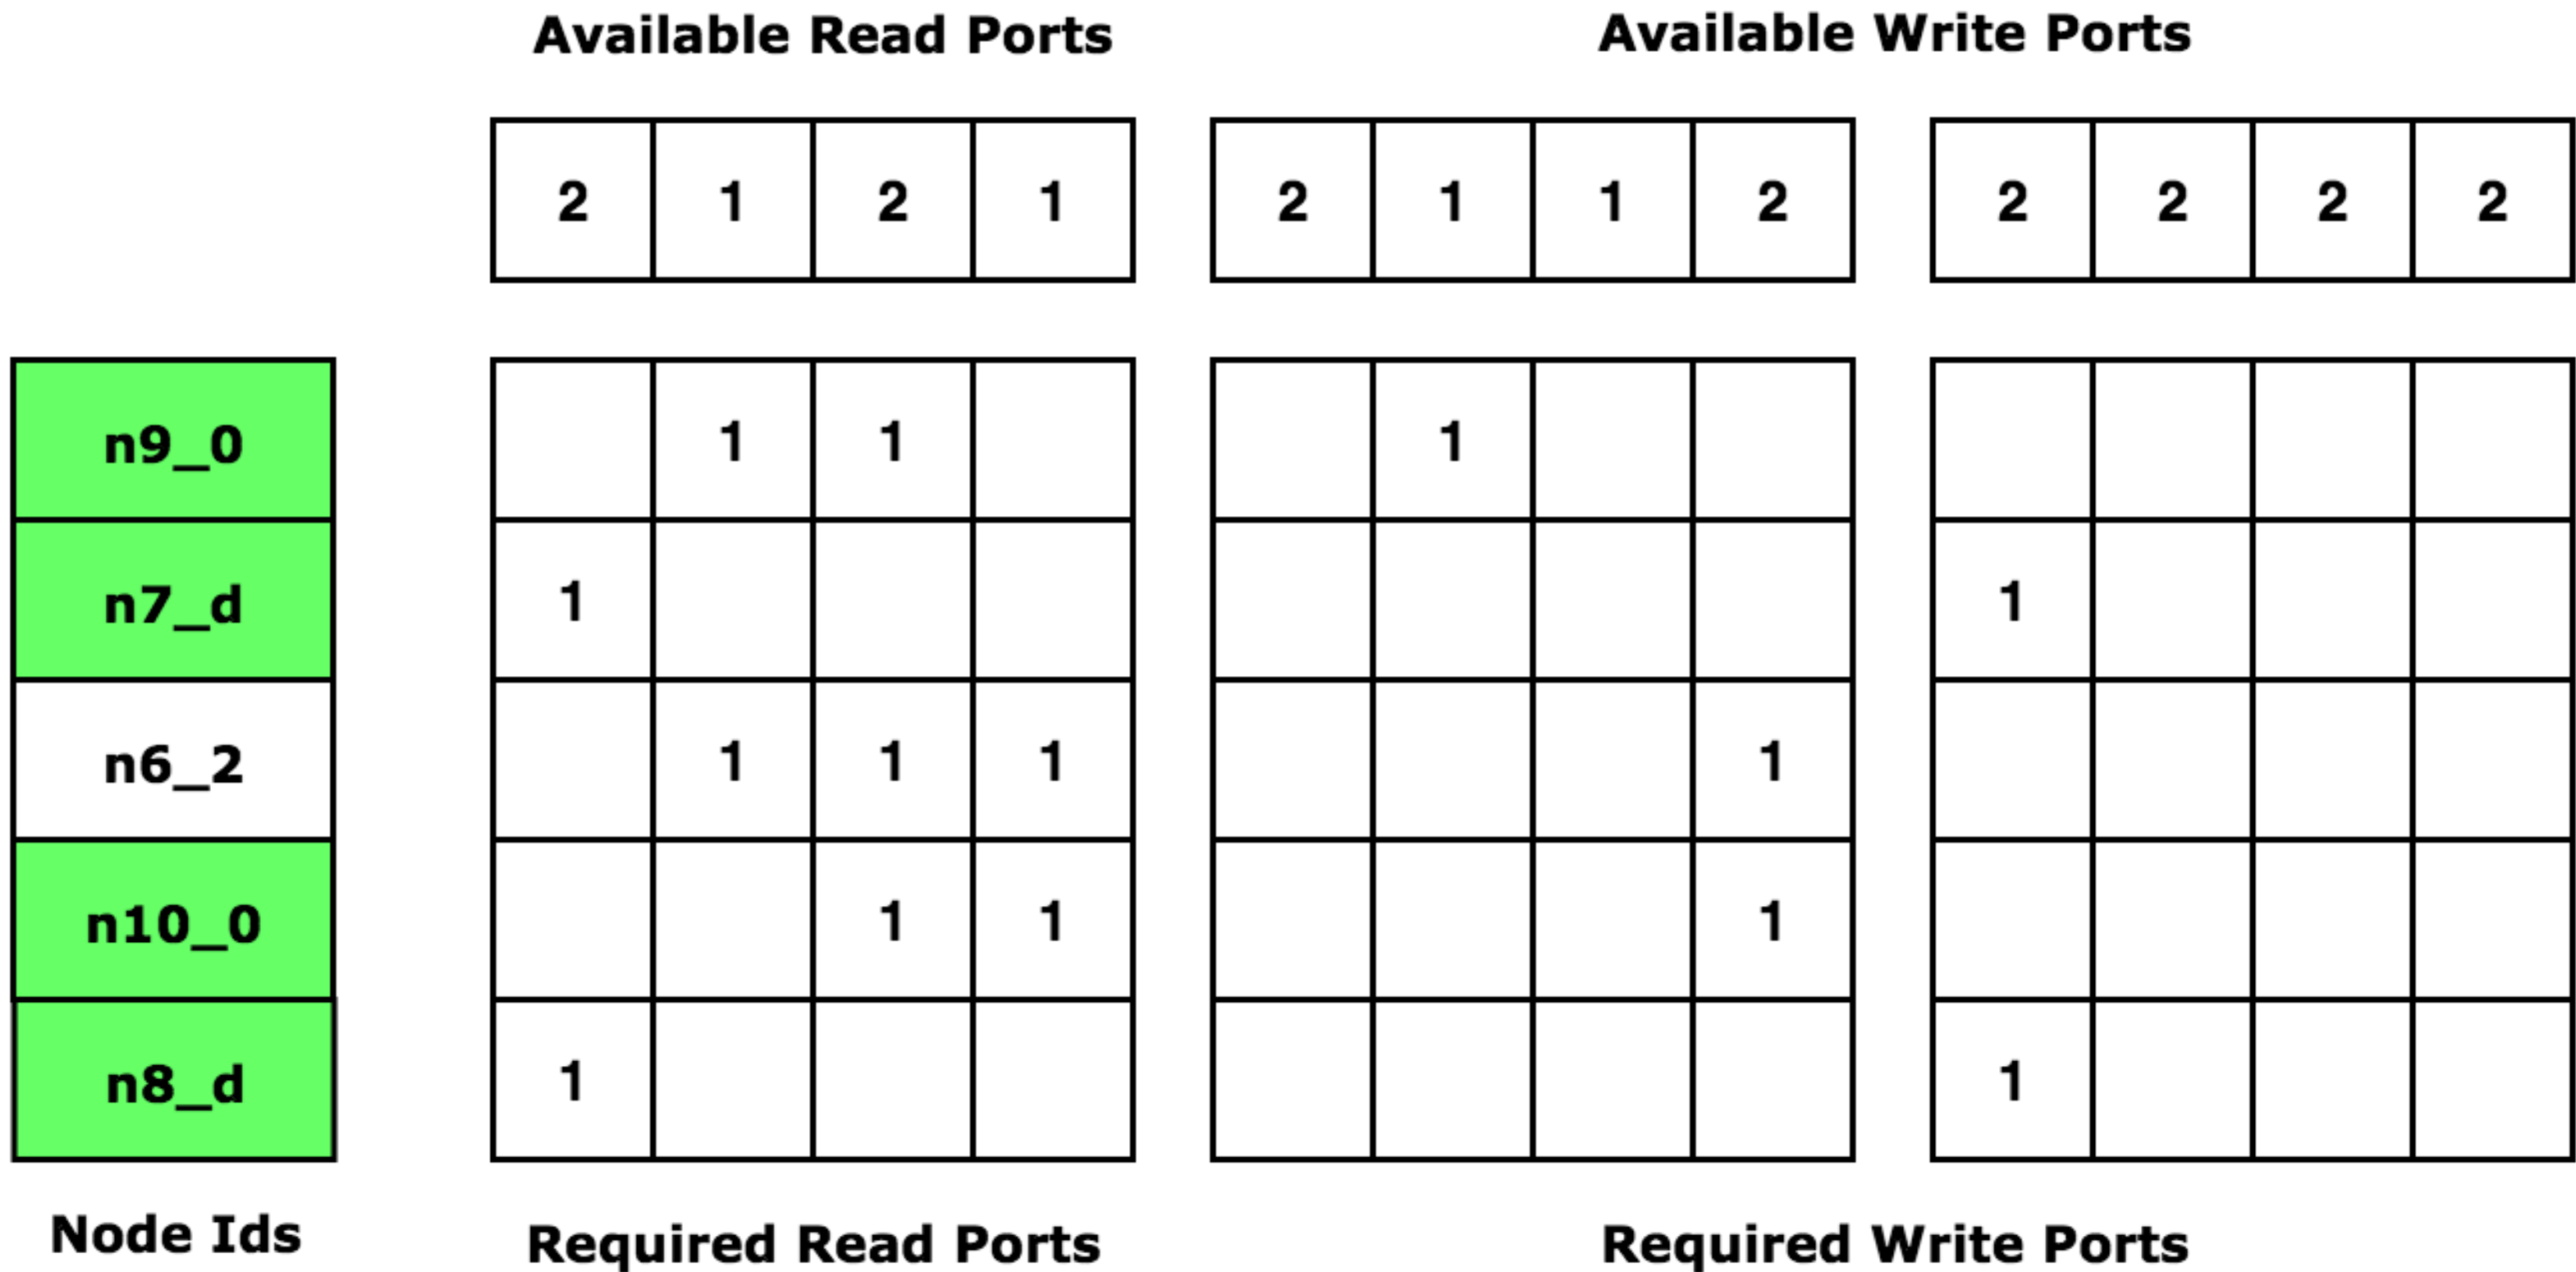 Available Read Ports Available Write Ports
2 1 2 1 2 1 1 2 2 2 2 2
n9_0 1 1 1
n7_d 1 1
n6_2 1 1 1 1
n10_0 1 1 1
n8_d 1 1
Node Ids Required Read Ports Required Write Ports